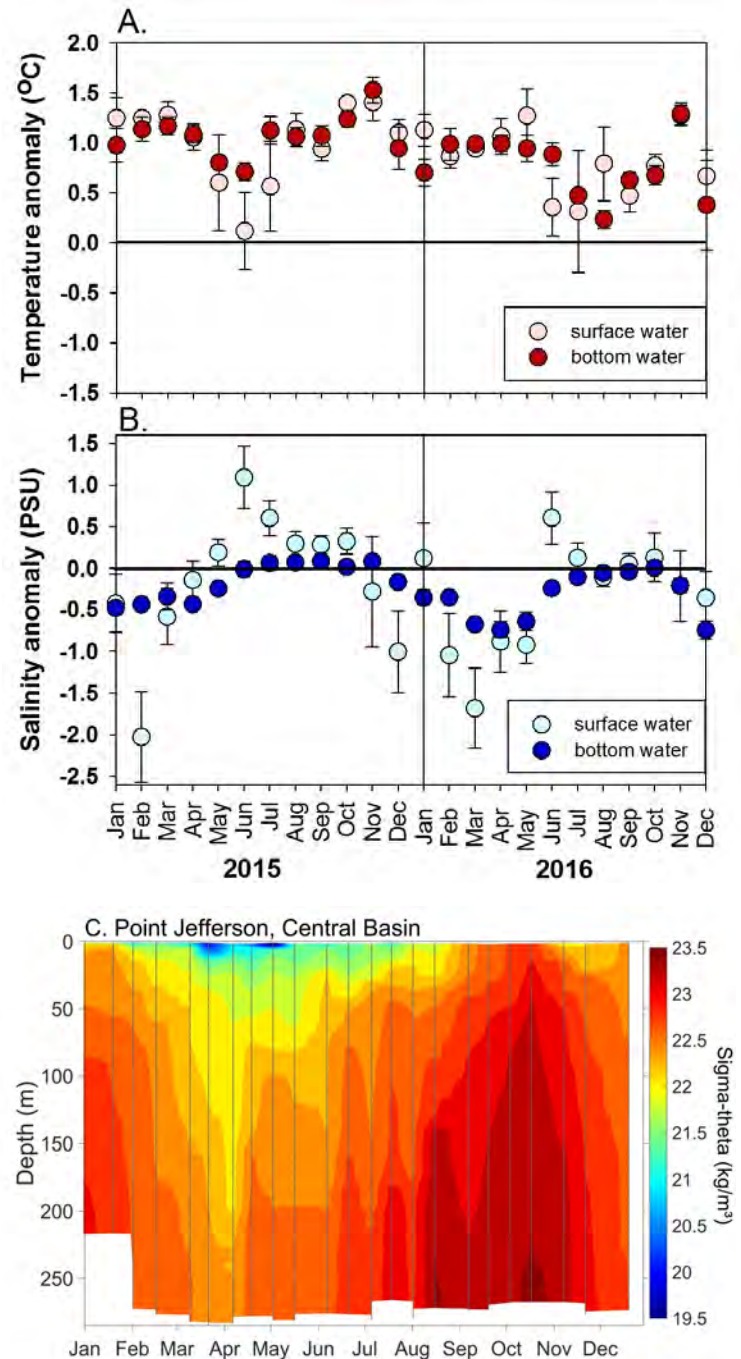 A.
Temperature anomaly (ºC)
2.0
1.5
1.0
0.5
0.0
-0.5
-1.0
-1.5
surface water
bottom water
B.
Salinity anomaly (PSU)
1.5
1.0
0.5
0.0
-0.5
-1.0
-1.5
-2.0
-2.5
surface water
bottom water
Jan Feb Mar Apr May Jun Jul Aug Sep Oct Nov Dec Jan Feb Mar Apr May Jun Jul Aug Sep Oct Nov Dec
2015 2016
C. Point Jefferson, Central Basin
Depth (m)
0
50
100
150
200
250
Jan Feb Mar Apr May Jun Jul Aug Sep Oct Nov Dec
23.5
23
22.5
22
21.5
21
20.5
20
19.5
Sigma-theta (kg/m³)